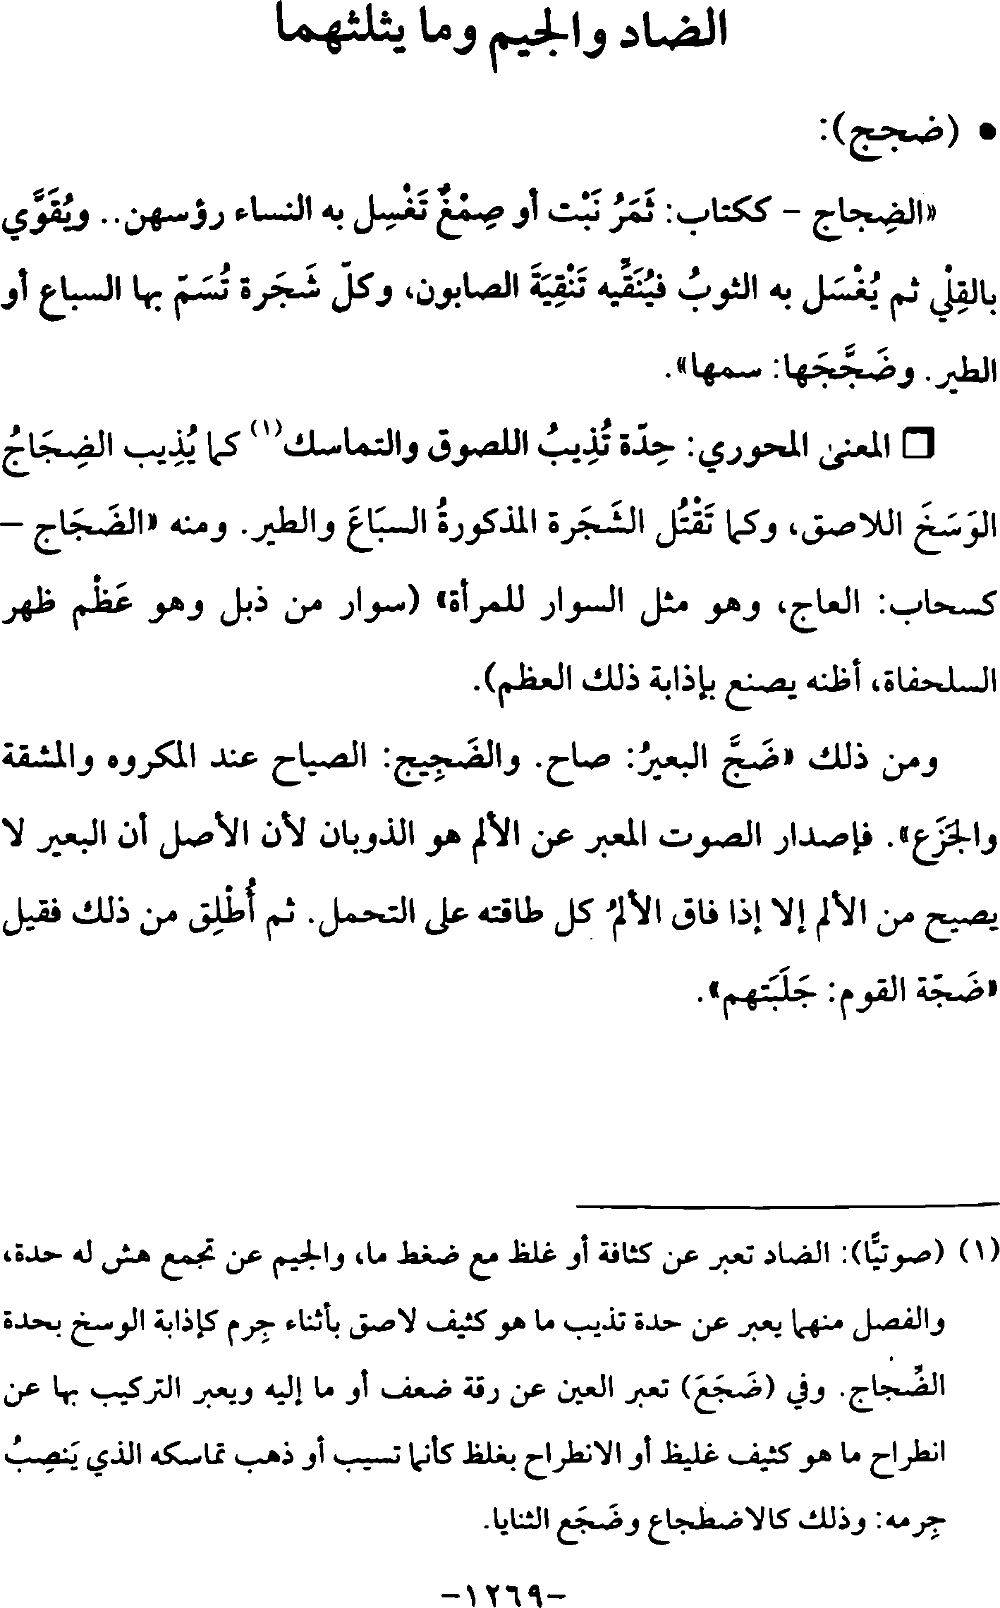 الضاد والجيم وما يثلثهما
• (ضجج):
«الضِجاج – ككتاب: ثَمَرُ نَبْت أو صِمْغٌ تَغْسِل به النساء رؤسهن.. ويُقَوَّي
بالقِلْي ثم يُغْسَل به الثوبُ فيُنَقِّيه تَنْقِيَةَ الصابون، وكلّ شَجَرة تُسَمّ بها السباع أو
الطير. وضَجَّجَها: سمها».
❒ المعنى المحوري: حِدّة تُذِيبُ اللصوق والتماسك(١) كما يُذِيب الضِجَاجُ
الوَسَخَ اللاصق، وكما تَقْتُل الشَجَرة المذكورةُ السبَاعَ والطير. ومنه «الضَجَاج –
كسحاب: العاج، وهو مثل السوار للمرأة» (سوار من ذبل وهو عَظْم ظهر
السلحفاة، أظنه يصنع بإذابة ذلك العظم).
ومن ذلك «ضَجَّ البعيرُ: صاح. والضَجِيج: الصياح عند المكروه والمشقة
والجَزَع». فإصدار الصوت المعبر عن الألم هو الذوبان لأن الأصل أن البعير لا
يصيح من الألم إلا إذا فاق الألمُ كل طاقته على التحمل. ثم أُطْلِق من ذلك فقيل
«ضَجّة القوم: جَلَبَتهم».
(١) (صوتيًّا): الضاد تعبر عن كثافة أو غلظ مع ضغط ما، والجيم عن تجمع هش له حدة،
والفصل منهما يعبر عن حدة تذيب ما هو كثيف لاصق بأثناء جِرم كإذابة الوسخ بحدة
الضِّجاج. وفي (ضَجَعَ) تعبر العين عن رقة ضعف أو ما إليه ويعبر التركيب بها عن
انطراح ما هو كثيف غليظ أو الانطراح بغلظ كأنما تسيب أو ذهب تماسكه الذي يَنصِبُ
جِرمه: وذلك كالاضطجاع وضَجَع الثنايا.
-١٢٦٩-